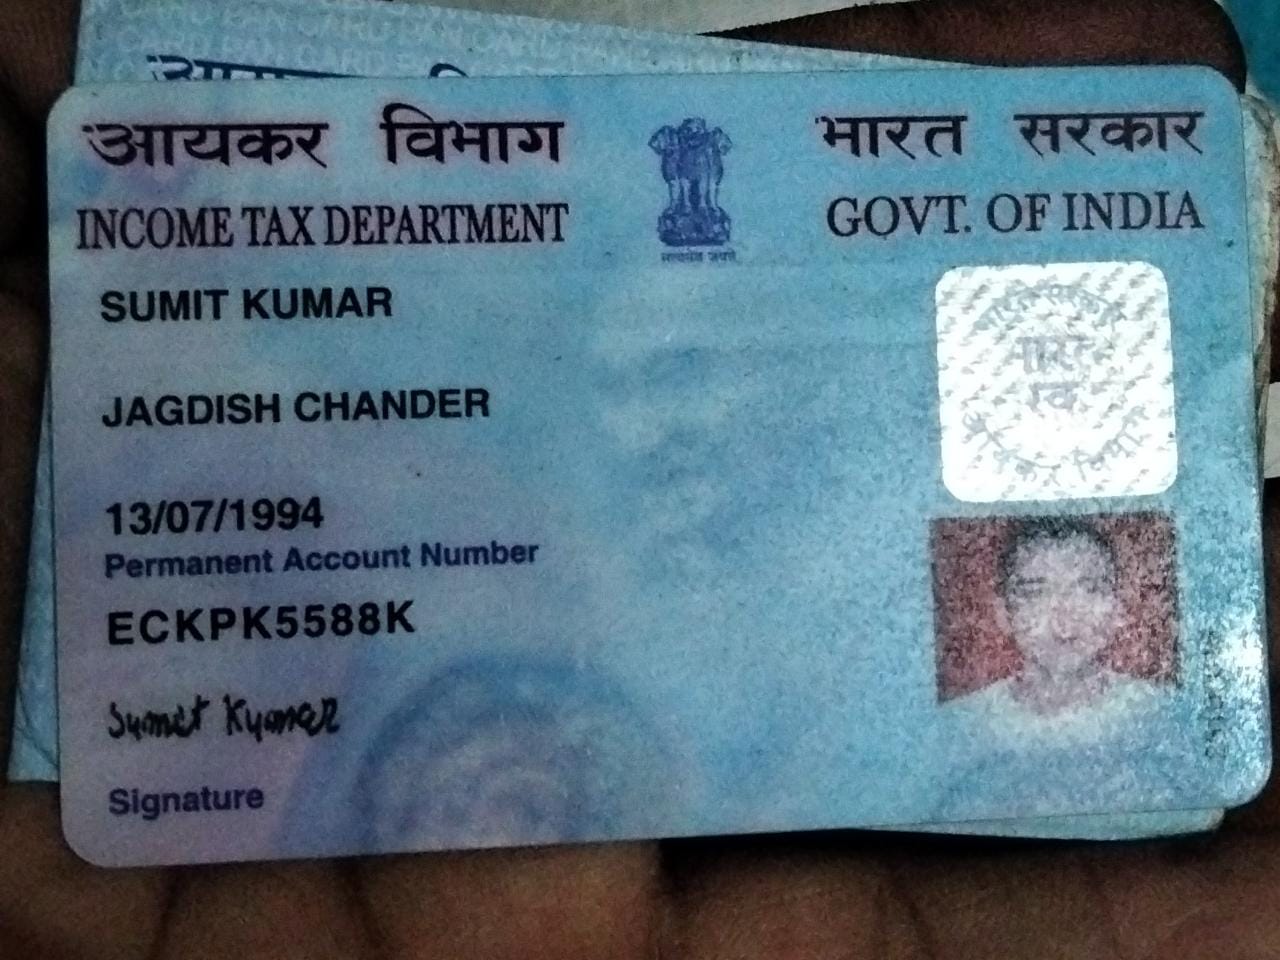 आयकर विभाग
INCOME TAX DEPARTMENT
भारत सरकार
GOVT. OF INDIA
सत्यमेव जयते
SUMIT KUMAR
JAGDISH CHANDER
13/07/1994
Permanent Account Number
ECKPK5588K
Sumit Kumar
Signature